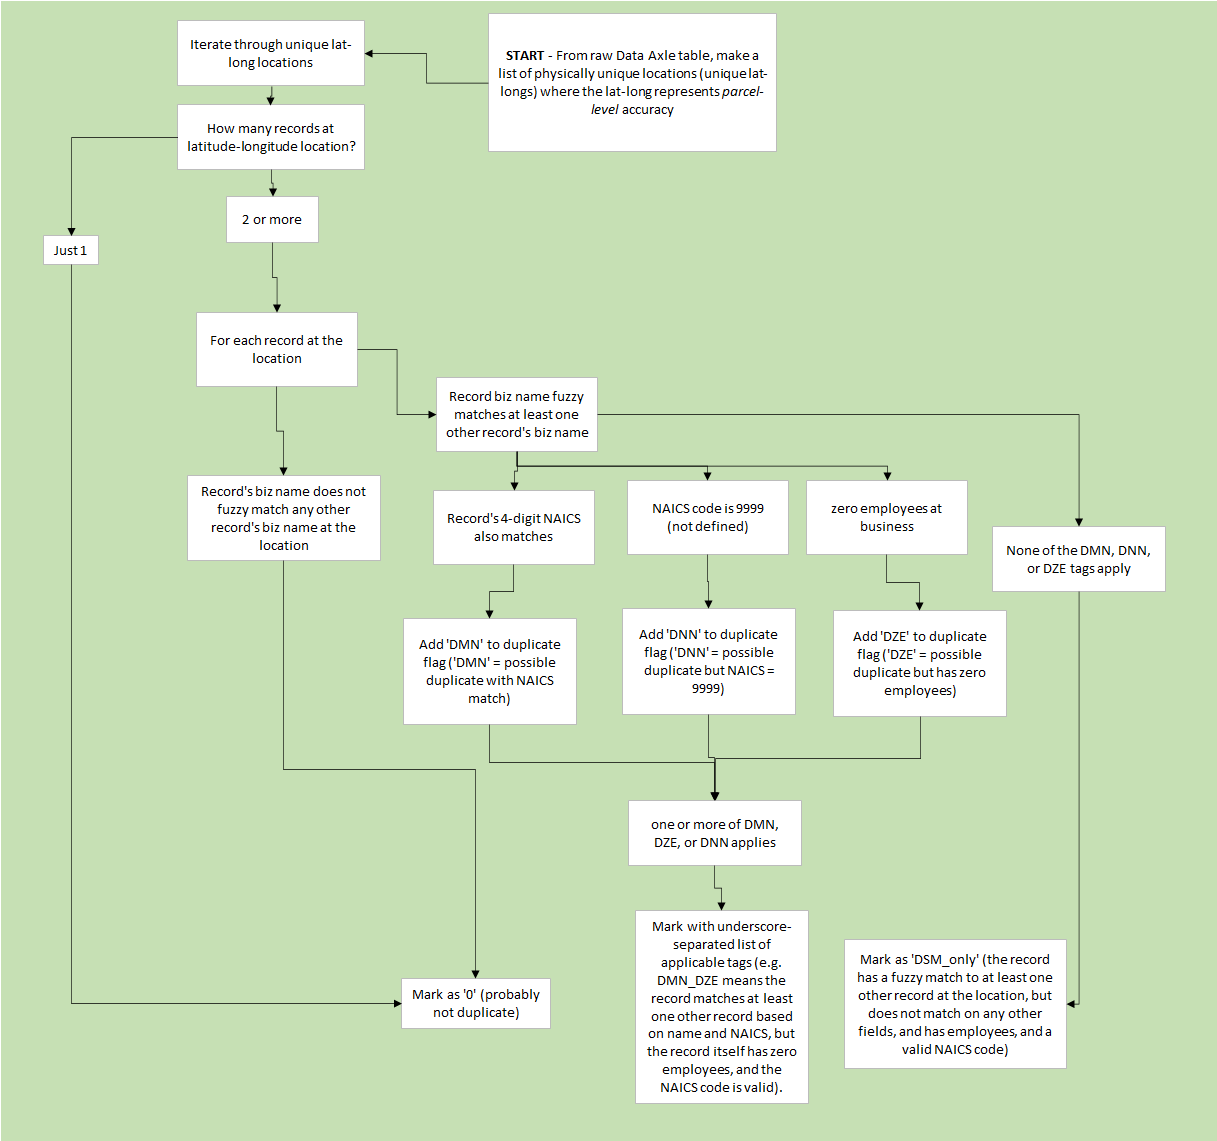 Iterate through unique lat-
long locations
START - From raw Data Axle table, make a
list of physically unique locations (unique lat-
longs) where the lat-long represents parcel-
level accuracy
How many records at
latitude-longitude location?
2 or more
Just 1
For each record at the
location
Record biz name fuzzy
matches at least one
other record's biz name
Record's biz name does not
fuzzy match any other
record's biz name at the
location
Record's 4-digit NAICS
also matches
NAICS code is 9999
(not defined)
zero employees at
business
None of the DMN, DNN,
or DZE tags apply
Add 'DMN' to duplicate
flag ('DMN' = possible
duplicate with NAICS
match)
Add 'DNN' to duplicate
flag ('DNN' = possible
duplicate but NAICS =
9999)
Add 'DZE' to duplicate
flag ('DZE' = possible
duplicate but has zero
employees)
one or more of DMN,
DZE, or DNN applies
Mark with underscore-
separated list of
applicable tags (e.g.
DMN_DZE means the
record matches at least
one other record based
on name and NAICS, but
the record itself has zero
employees, and the
NAICS code is valid).
Mark as 'DSM_only' (the record
has a fuzzy match to at least one
other record at the location, but
does not match on any other
fields, and has employees, and a
valid NAICS code)
Mark as '0' (probably
not duplicate)